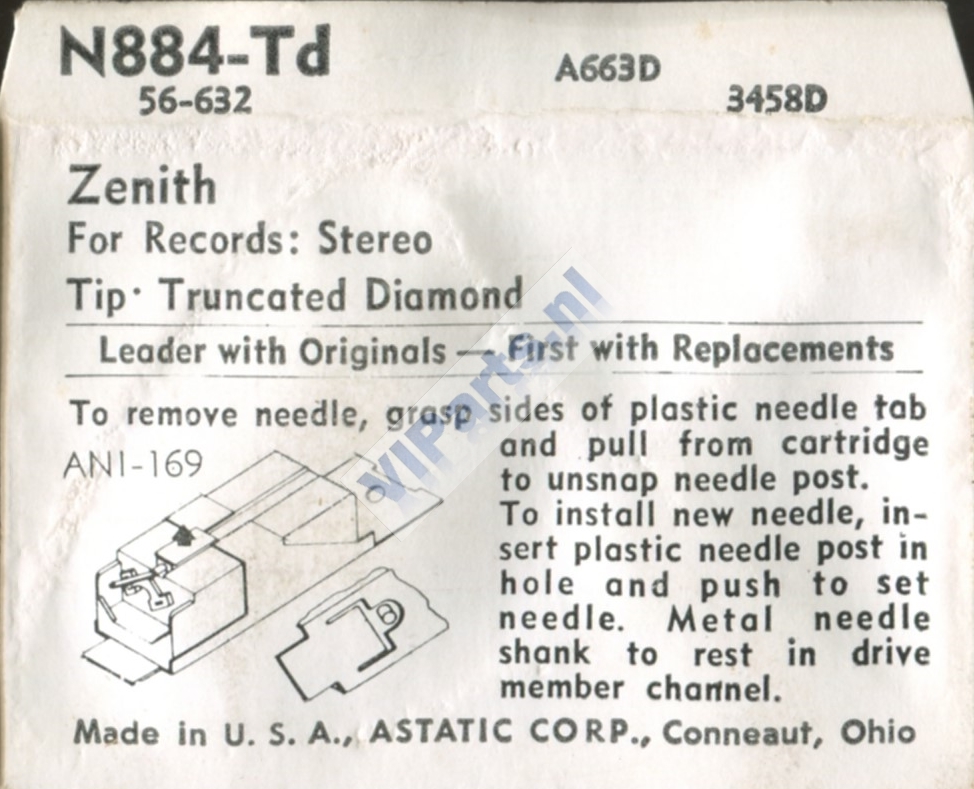 N884-Td
A663D
56-632
3458D
Zenith
For Records: Stereo
Tip· Truncated Diamond
Leader with Originals — First with Replacements
To remove needle, grasp sides of plastic needle tab
and pull from cartridge
ANI-169
to unsnap needle post.
To install new needle, in-
sert plastic needle post in
hole and push to set
needle. Metal needle
shank to rest in drive
member channel.
Made in U. S. A., ASTATIC CORP., Conneaut, Ohio
VIParts.nl